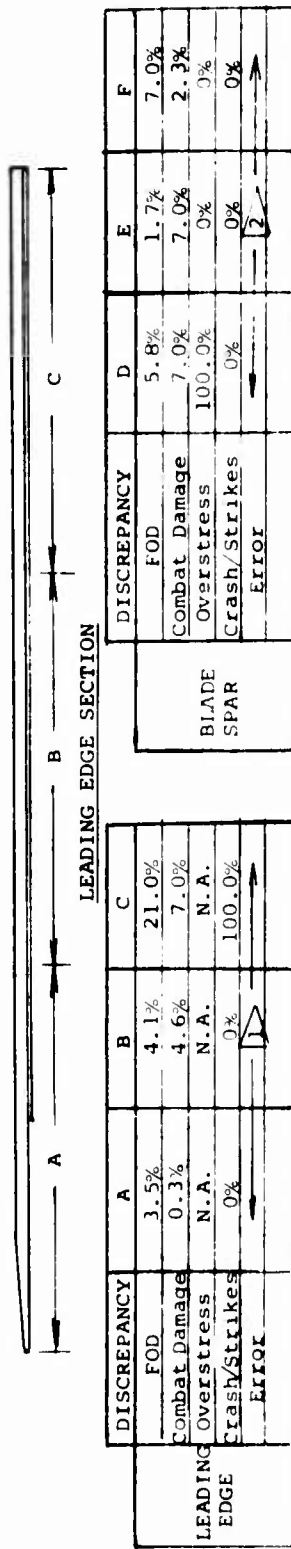 A B C
LEADING EDGE SECTION
LEADING EDGE
DISCREPANCY A B C
FOD 3.5% 4.1% 21.0%
Combat Damage 0.3% 4.6% 7.0%
Overstress N.A. N.A. N.A.
Crash/Strikes 0% 0% 100.0%
Error 1
BLADE SPAR
DISCREPANCY D E F
FOD 5.8% 1.7% 7.0%
Combat Damage 7.0% 7.0% 2.3%
Overstress 100.0% 0% 0%
Crash/Strikes 0% 0% 0%
Error 2